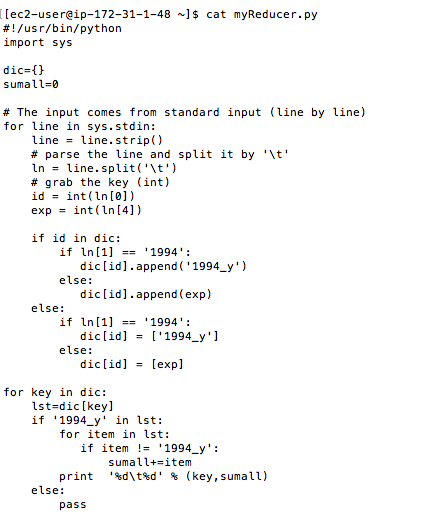 [[ec2-user@ip-172-31-1-48 ~]$ cat myReducer.py
#!/usr/bin/python
import sys

dic={}
sumall=0

# The input comes from standard input (line by line)
for line in sys.stdin:
    line = line.strip()
    # parse the line and split it by '\t'
    ln = line.split('\t')
    # grab the key (int)
    id = int(ln[0])
    exp = int(ln[4])

    if id in dic:
        if ln[1] == '1994':
           dic[id].append('1994_y')
        else:
           dic[id].append(exp)
    else:
        if ln[1] == '1994':
           dic[id] = ['1994_y']
        else:
           dic[id] = [exp]

for key in dic:
    lst=dic[key]
    if '1994_y' in lst:
        for item in lst:
           if item != '1994_y':
               sumall+=item
        print  '%d\t%d' % (key,sumall)
    else:
        pass